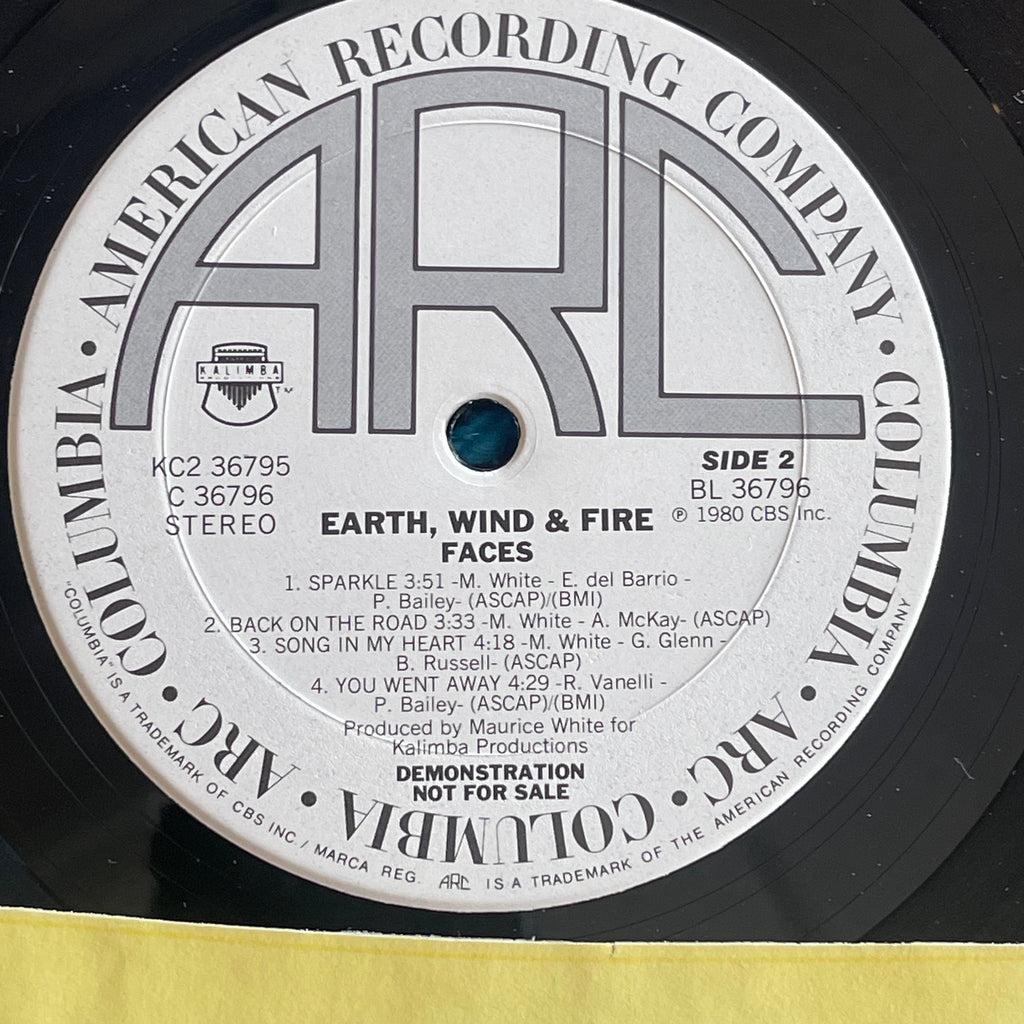 COLUMBIA • AMERICAN RECORDING COMPANY • COLUMBIA • ARC • COLUMBIA • ARC •
ARC
KALIMBA
TM
KC2 36795
C 36796
STEREO
SIDE 2
BL 36796
℗ 1980 CBS Inc.
EARTH, WIND & FIRE
FACES
1. SPARKLE 3:51 -M. White - E. del Barrio -
P. Bailey- (ASCAP)/(BMI)
2. BACK ON THE ROAD 3:33 -M. White - A. McKay- (ASCAP)
3. SONG IN MY HEART 4:18 -M. White - G. Glenn -
B. Russell- (ASCAP)
4. YOU WENT AWAY 4:29 -R. Vanelli -
P. Bailey- (ASCAP)/(BMI)
Produced by Maurice White for
Kalimba Productions
DEMONSTRATION
NOT FOR SALE
"COLUMBIA" IS A TRADEMARK OF CBS INC. / MARCA REG. ARC IS A TRADEMARK OF THE AMERICAN RECORDING COMPANY